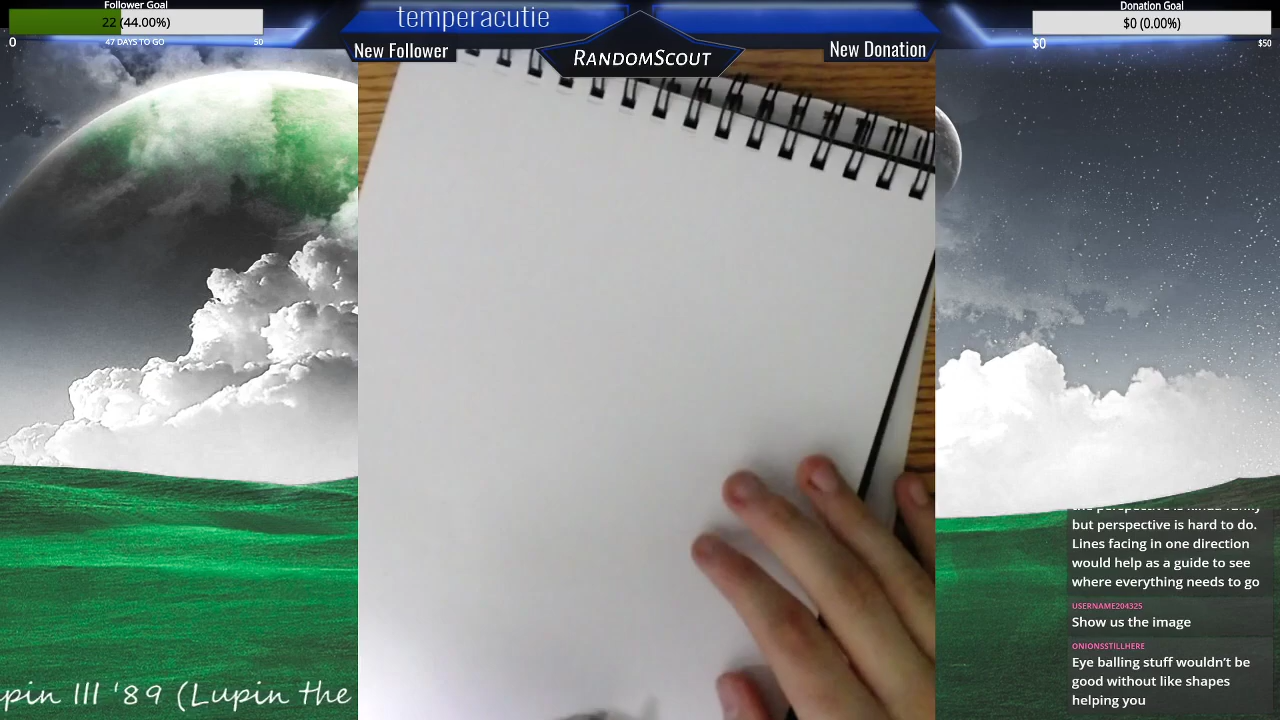 Follower Goal
22 (44.00%)
0
47 DAYS TO GO
50
temperacutie
New Follower
RandomScout
New Donation
Donation Goal
$0 (0.00%)
$0
$50
but perspective is hard to do.
Lines facing in one direction
would help as a guide to see
where everything needs to go
USERNAME204325
Show us the image
ONIONSSTILLHERE
Eye balling stuff wouldn't be
good without like shapes
helping you
pin III '89 (Lupin the